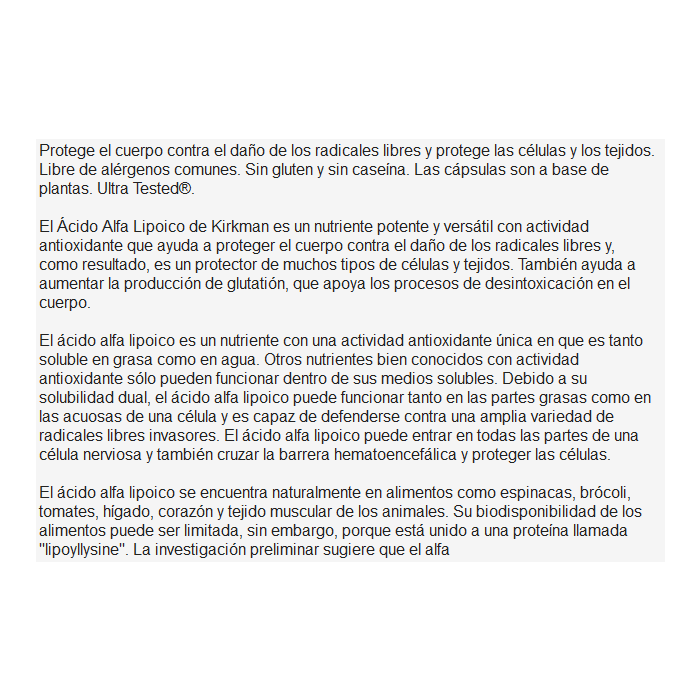 Protege el cuerpo contra el daño de los radicales libres y protege las células y los tejidos.
Libre de alérgenos comunes. Sin gluten y sin caseína. Las cápsulas son a base de
plantas. Ultra Tested®.
El Ácido Alfa Lipoico de Kirkman es un nutriente potente y versátil con actividad
antioxidante que ayuda a proteger el cuerpo contra el daño de los radicales libres y,
como resultado, es un protector de muchos tipos de células y tejidos. También ayuda a
aumentar la producción de glutatión, que apoya los procesos de desintoxicación en el
cuerpo.
El ácido alfa lipoico es un nutriente con una actividad antioxidante única en que es tanto
soluble en grasa como en agua. Otros nutrientes bien conocidos con actividad
antioxidante sólo pueden funcionar dentro de sus medios solubles. Debido a su
solubilidad dual, el ácido alfa lipoico puede funcionar tanto en las partes grasas como en
las acuosas de una célula y es capaz de defenderse contra una amplia variedad de
radicales libres invasores. El ácido alfa lipoico puede entrar en todas las partes de una
célula nerviosa y también cruzar la barrera hematoencefálica y proteger las células.
El ácido alfa lipoico se encuentra naturalmente en alimentos como espinacas, brócoli,
tomates, hígado, corazón y tejido muscular de los animales. Su biodisponibilidad de los
alimentos puede ser limitada, sin embargo, porque está unido a una proteína llamada
"lipoyllysine". La investigación preliminar sugiere que el alfa